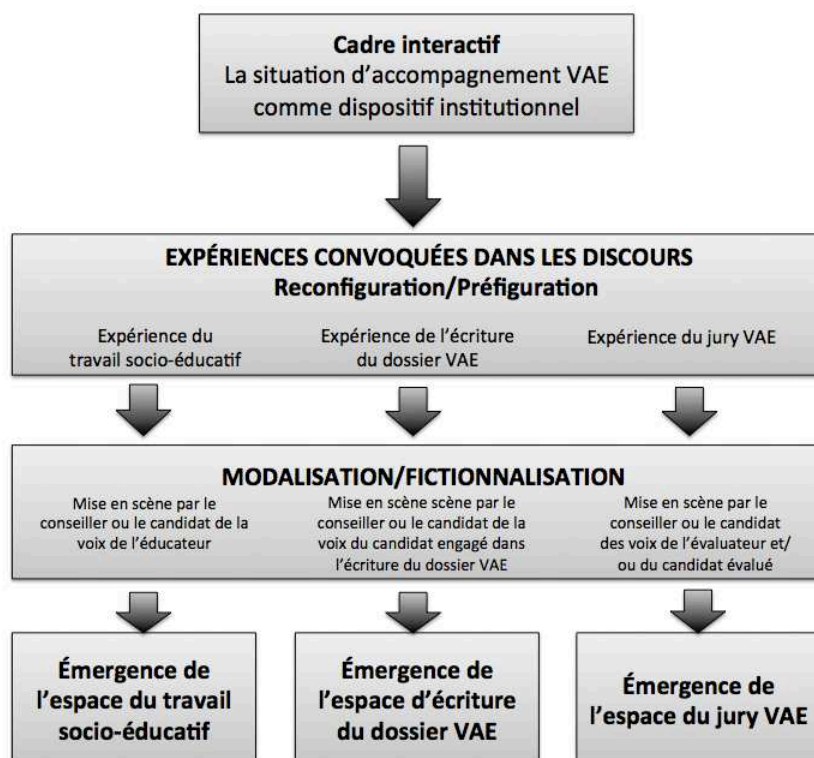 Cadre interactif
La situation d'accompagnement VAE
comme dispositif institutionnel
EXPÉRIENCES CONVOQUÉES DANS LES DISCOURS
Reconfiguration/Préfiguration
Expérience du
travail socio-éducatif
Expérience de l'écriture
du dossier VAE
Expérience du jury VAE
MODALISATION/FICTIONNALISATION
Mise en scène par le
conseiller ou le candidat de la
voix de l'éducateur
Mise en scène scène par le
conseiller ou le candidat de la
voix du candidat engagé dans
l'écriture du dossier VAE
Mise en scène par le
conseiller ou le candidat
des voix de l'évaluateur et/
ou du candidat évalué
Émergence de
l'espace du travail
socio-éducatif
Émergence de
l'espace d'écriture
du dossier VAE
Émergence de
l'espace du jury VAE